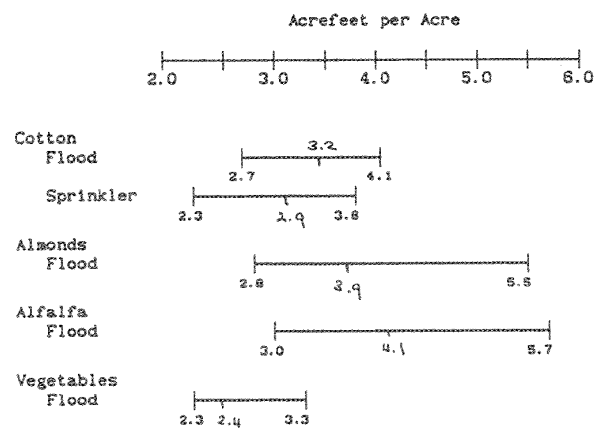 Acrefeet per Acre
2.0 3.0 4.0 5.0 6.0
Cotton
Flood
3.2
2.7 4.1
Sprinkler
2.3 2.9 3.8
Almonds
Flood
2.8 3.9 5.5
Alfalfa
Flood
3.0 4.1 5.7
Vegetables
Flood
2.3 2.4 3.3